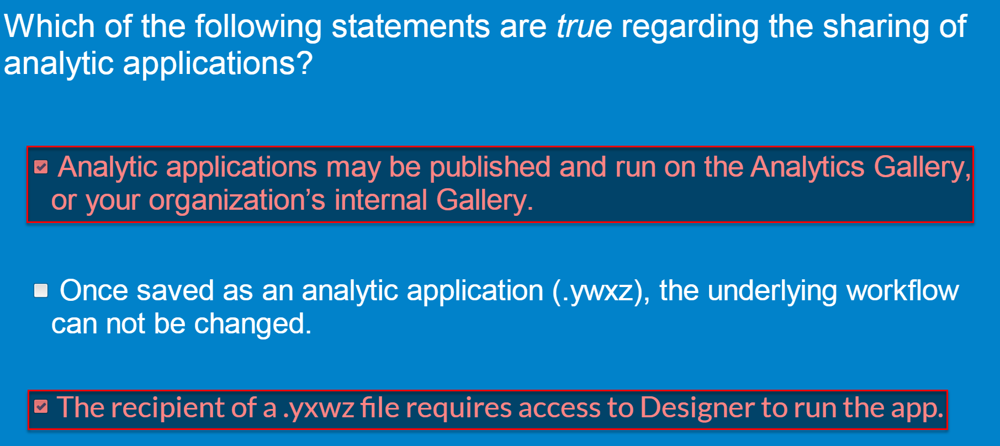 Which of the following statements are true regarding the sharing of
analytic applications?
Analytic applications may be published and run on the Analytics Gallery,
or your organization’s internal Gallery.
Once saved as an analytic application (.ywxz), the underlying workflow
can not be changed.
The recipient of a .yxwz file requires access to Designer to run the app.